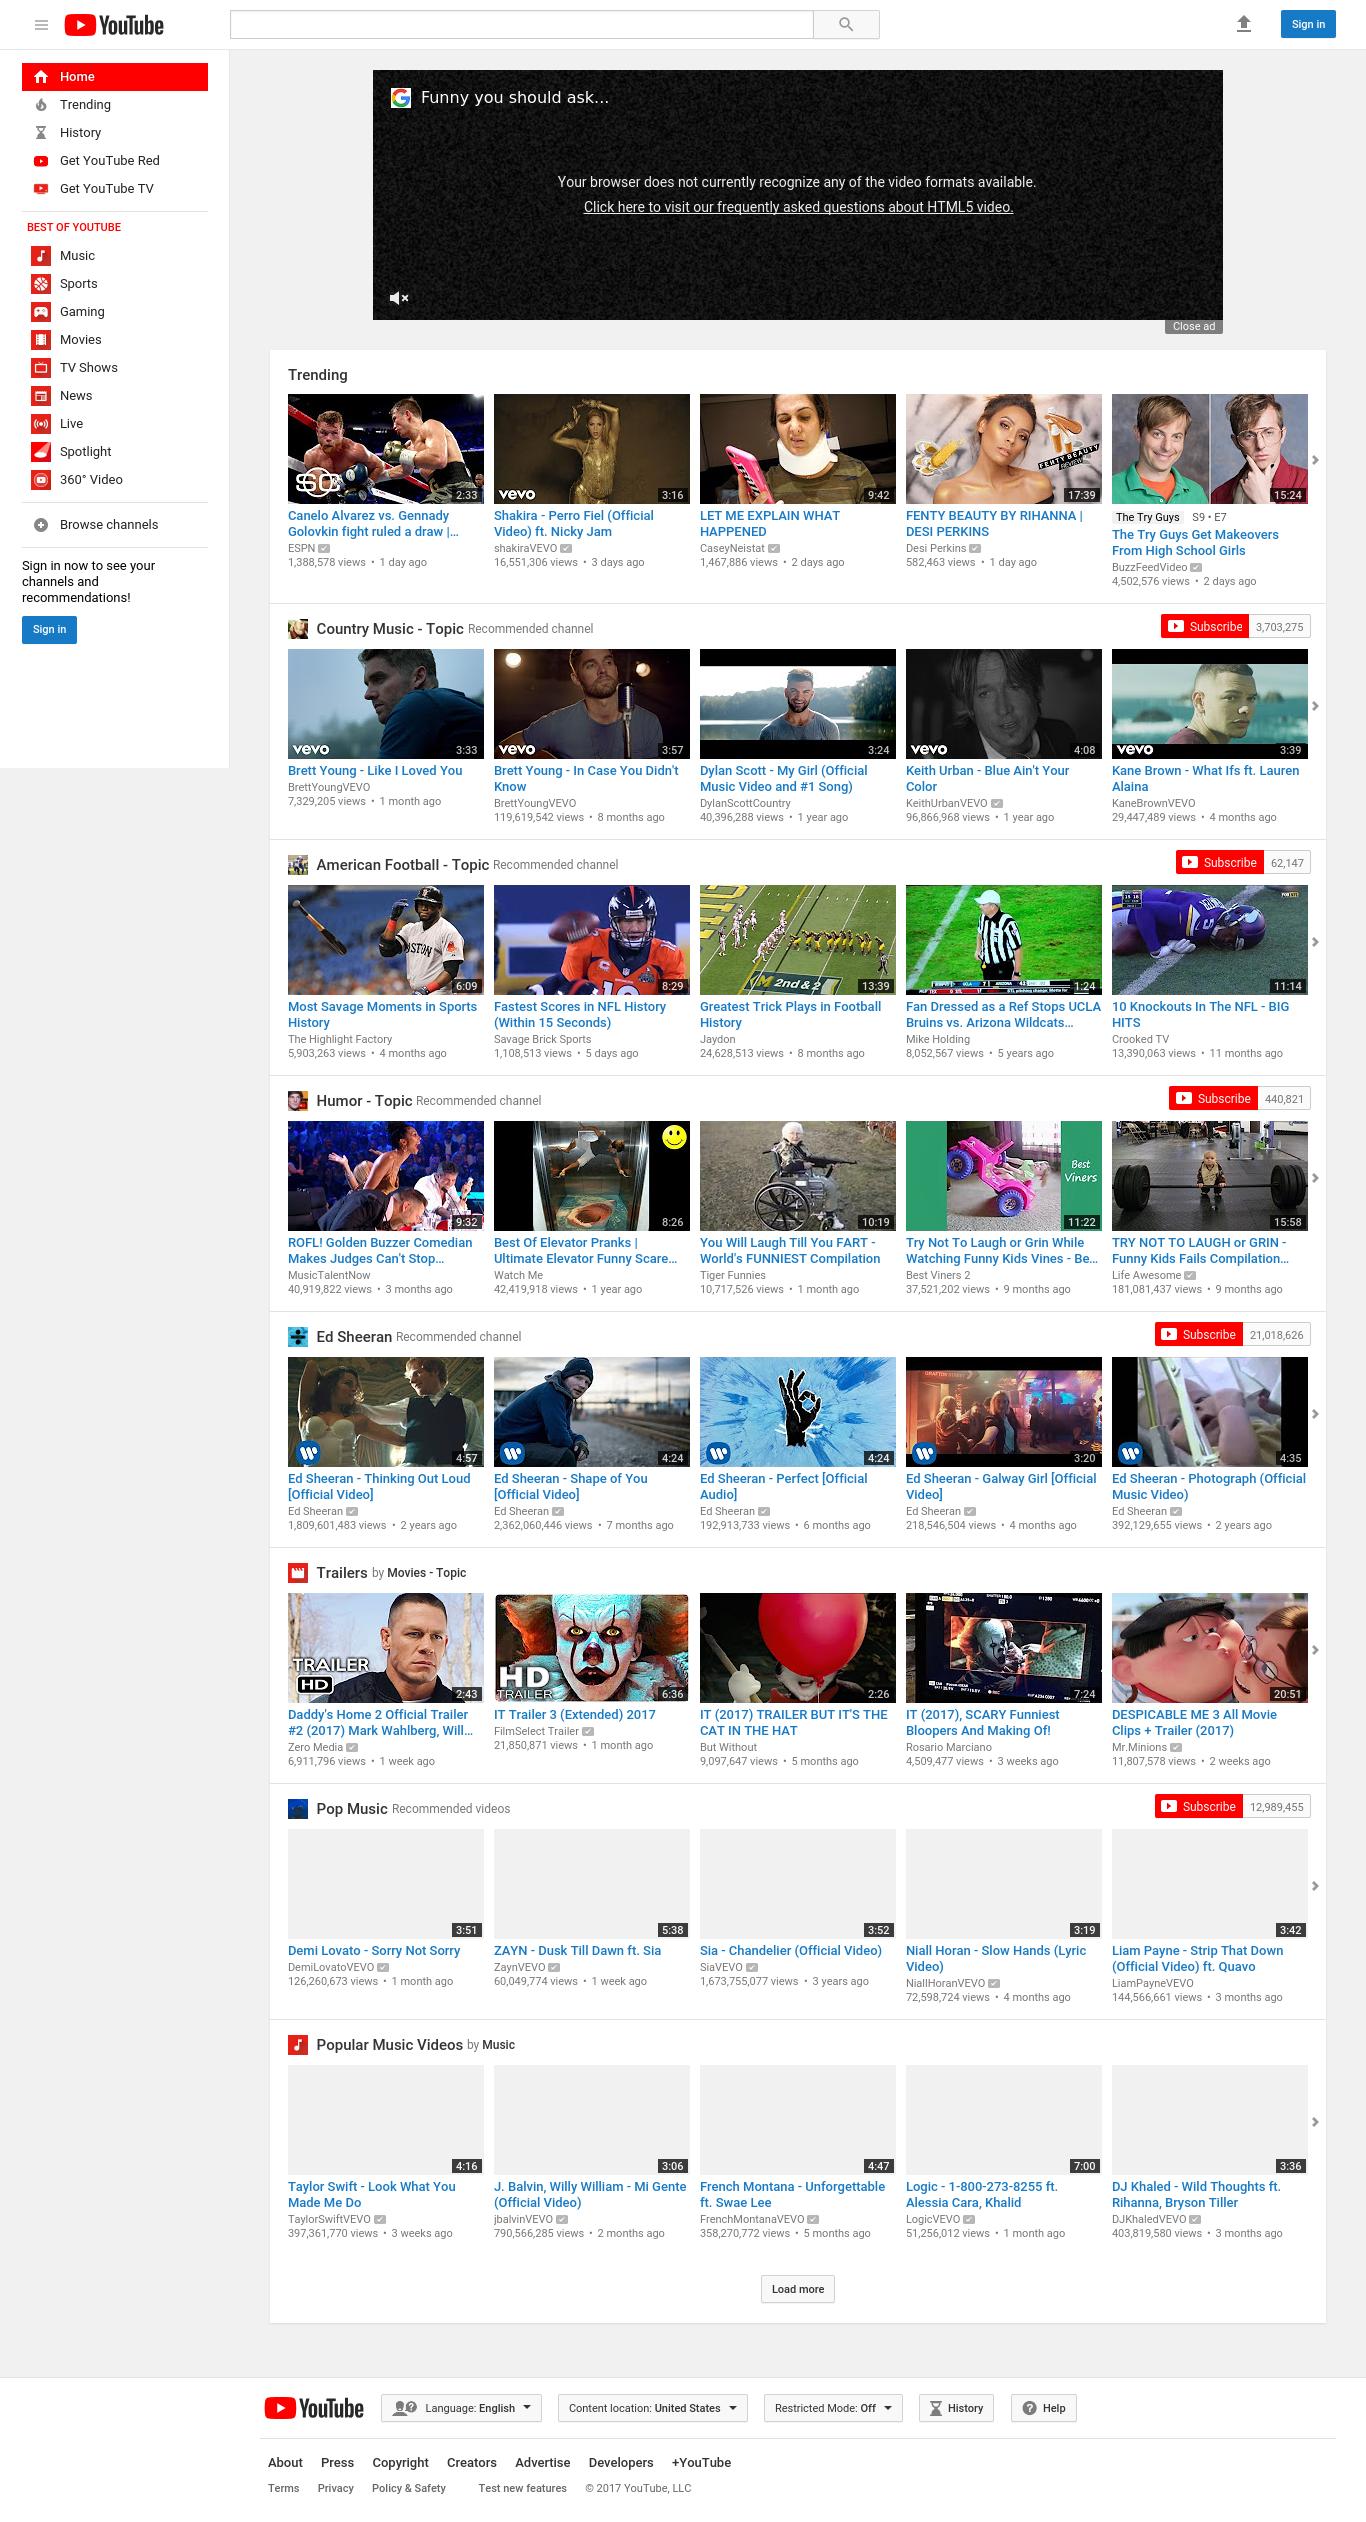 YouTube
Sign in
Home
Trending
History
Get YouTube Red
Get YouTube TV
BEST OF YOUTUBE
Music
Sports
Gaming
Movies
TV Shows
News
Live
Spotlight
360° Video
Browse channels
Sign in now to see your
channels and
recommendations!
Sign in
Funny you should ask...
Your browser does not currently recognize any of the video formats available.
Click here to visit our frequently asked questions about HTML5 video.
Close ad
Trending
SC
2:33
Canelo Alvarez vs. Gennady
Golovkin fight ruled a draw |...
ESPN
1,388,578 views • 1 day ago
vevo
3:16
Shakira - Perro Fiel (Official
Video) ft. Nicky Jam
shakiraVEVO
16,551,306 views • 3 days ago
9:42
LET ME EXPLAIN WHAT
HAPPENED
CaseyNeistat
1,467,886 views • 2 days ago
FENTY BEAUTY
REVIEW
17:39
FENTY BEAUTY BY RIHANNA |
DESI PERKINS
Desi Perkins
582,463 views • 1 day ago
15:24
The Try Guys S9 • E7
The Try Guys Get Makeovers
From High School Girls
BuzzFeedVideo
4,502,576 views • 2 days ago
Country Music - Topic Recommended channel
Subscribe 3,703,275
vevo
3:33
Brett Young - Like I Loved You
BrettYoungVEVO
7,329,205 views • 1 month ago
vevo
3:57
Brett Young - In Case You Didn't
Know
BrettYoungVEVO
119,619,542 views • 8 months ago
3:24
Dylan Scott - My Girl (Official
Music Video and #1 Song)
DylanScottCountry
40,396,288 views • 1 year ago
vevo
4:08
Keith Urban - Blue Ain't Your
Color
KeithUrbanVEVO
96,866,968 views • 1 year ago
vevo
3:39
Kane Brown - What Ifs ft. Lauren
Alaina
KaneBrownVEVO
29,447,489 views • 4 months ago
American Football - Topic Recommended channel
Subscribe 62,147
6:09
Most Savage Moments in Sports
History
The Highlight Factory
5,903,263 views • 4 months ago
8:29
Fastest Scores in NFL History
(Within 15 Seconds)
Savage Brick Sports
1,108,513 views • 5 days ago
M 2nd & 2
13:39
Greatest Trick Plays in Football
History
Jaydon
24,628,513 views • 8 months ago
1:24
Fan Dressed as a Ref Stops UCLA
Bruins vs. Arizona Wildcats...
Mike Holding
8,052,567 views • 5 years ago
11:14
10 Knockouts In The NFL - BIG
HITS
Crooked TV
13,390,063 views • 11 months ago
Humor - Topic Recommended channel
Subscribe 440,821
9:32
ROFL! Golden Buzzer Comedian
Makes Judges Can't Stop...
MusicTalentNow
40,919,822 views • 3 months ago
8:26
Best Of Elevator Pranks |
Ultimate Elevator Funny Scare...
Watch Me
42,419,918 views • 1 year ago
10:19
You Will Laugh Till You FART -
World's FUNNIEST Compilation
Tiger Funnies
10,717,526 views • 1 month ago
Best
Viners
11:22
Try Not To Laugh or Grin While
Watching Funny Kids Vines - Be...
Best Viners 2
37,521,202 views • 9 months ago
15:58
TRY NOT TO LAUGH or GRIN -
Funny Kids Fails Compilation...
Life Awesome
181,081,437 views • 9 months ago
Ed Sheeran Recommended channel
Subscribe 21,018,626
4:57
Ed Sheeran - Thinking Out Loud
[Official Video]
Ed Sheeran
1,809,601,483 views • 2 years ago
4:24
Ed Sheeran - Shape of You
[Official Video]
Ed Sheeran
2,362,060,446 views • 7 months ago
4:24
Ed Sheeran - Perfect [Official
Audio]
Ed Sheeran
192,913,733 views • 6 months ago
3:20
Ed Sheeran - Galway Girl [Official
Video]
Ed Sheeran
218,546,504 views • 4 months ago
4:35
Ed Sheeran - Photograph (Official
Music Video)
Ed Sheeran
392,129,655 views • 2 years ago
Trailers by Movies - Topic
TRAILER
HD
2:43
Daddy's Home 2 Official Trailer
#2 (2017) Mark Wahlberg, Will...
Zero Media
6,911,796 views • 1 week ago
HD
TRAILER
6:36
IT Trailer 3 (Extended) 2017
FilmSelect Trailer
21,850,871 views • 1 month ago
2:26
IT (2017) TRAILER BUT IT'S THE
CAT IN THE HAT
But Without
9,097,647 views • 5 months ago
7:24
IT (2017), SCARY Funniest
Bloopers And Making Of!
Rosario Marciano
4,509,477 views • 3 weeks ago
20:51
DESPICABLE ME 3 All Movie
Clips + Trailer (2017)
Mr.Minions
11,807,578 views • 2 weeks ago
Pop Music Recommended videos
Subscribe 12,989,455
3:51
Demi Lovato - Sorry Not Sorry
DemiLovatoVEVO
126,260,673 views • 1 month ago
5:38
ZAYN - Dusk Till Dawn ft. Sia
ZaynVEVO
60,049,774 views • 1 week ago
3:52
Sia - Chandelier (Official Video)
SiaVEVO
1,673,755,077 views • 3 years ago
3:19
Niall Horan - Slow Hands (Lyric
Video)
NiallHoranVEVO
72,598,724 views • 4 months ago
3:42
Liam Payne - Strip That Down
(Official Video) ft. Quavo
LiamPayneVEVO
144,566,661 views • 3 months ago
Popular Music Videos by Music
4:16
Taylor Swift - Look What You
Made Me Do
TaylorSwiftVEVO
397,361,770 views • 3 weeks ago
3:06
J. Balvin, Willy William - Mi Gente
(Official Video)
jbalvinVEVO
790,566,285 views • 2 months ago
4:47
French Montana - Unforgettable
ft. Swae Lee
FrenchMontanaVEVO
358,270,772 views • 5 months ago
7:00
Logic - 1-800-273-8255 ft.
Alessia Cara, Khalid
LogicVEVO
51,256,012 views • 1 month ago
3:36
DJ Khaled - Wild Thoughts ft.
Rihanna, Bryson Tiller
DJKhaledVEVO
403,819,580 views • 3 months ago
Load more
YouTube
Language: English
Content location: United States
Restricted Mode: Off
History
Help
About Press Copyright Creators Advertise Developers +YouTube
Terms Privacy Policy & Safety Test new features © 2017 YouTube, LLC